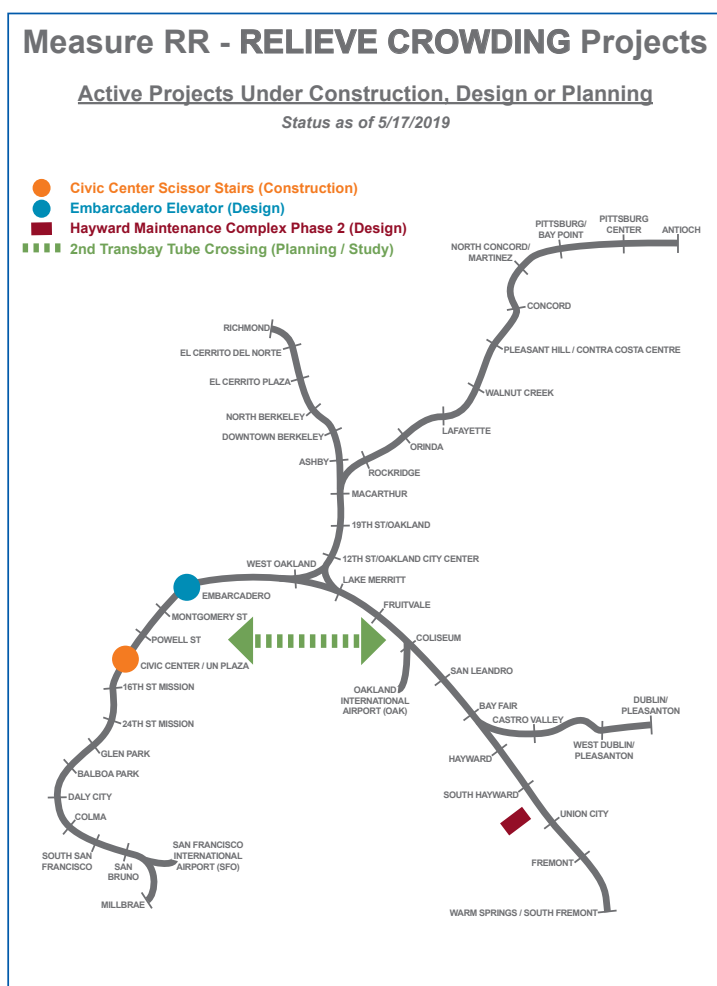 Measure RR - RELIEVE CROWDING Projects
Active Projects Under Construction, Design or Planning
Status as of 5/17/2019
Civic Center Scissor Stairs (Construction)
Embarcadero Elevator (Design)
Hayward Maintenance Complex Phase 2 (Design)
2nd Transbay Tube Crossing (Planning / Study)
PITTSBURG/
BAY POINT
PITTSBURG
CENTER
ANTIOCH
NORTH CONCORD/
MARTINEZ
CONCORD
RICHMOND
EL CERRITO DEL NORTE
PLEASANT HILL / CONTRA COSTA CENTRE
EL CERRITO PLAZA
WALNUT CREEK
NORTH BERKELEY
LAFAYETTE
DOWNTOWN BERKELEY
ORINDA
ASHBY
ROCKRIDGE
MACARTHUR
19TH ST/OAKLAND
12TH ST/OAKLAND CITY CENTER
WEST OAKLAND
LAKE MERRITT
EMBARCADERO
FRUITVALE
MONTGOMERY ST
POWELL ST
COLISEUM
CIVIC CENTER / UN PLAZA
SAN LEANDRO
16TH ST MISSION
OAKLAND
INTERNATIONAL
AIRPORT (OAK)
BAY FAIR
DUBLIN/
PLEASANTON
24TH ST MISSION
CASTRO VALLEY
WEST DUBLIN/
PLEASANTON
GLEN PARK
HAYWARD
BALBOA PARK
SOUTH HAYWARD
DALY CITY
COLMA
UNION CITY
SOUTH SAN
FRANCISCO
SAN
BRUNO
SAN FRANCISCO
INTERNATIONAL
AIRPORT (SFO)
FREMONT
MILLBRAE
WARM SPRINGS / SOUTH FREMONT